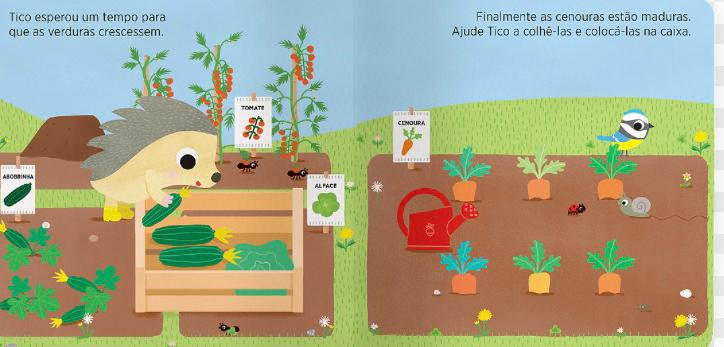 Tico esperou um tempo para
que as verduras crescessem.
Finalmente as cenouras estão maduras.
Ajude Tico a colhê-las e colocá-las na caixa.
TOMATE
CENOURA
ABOBRINHA
ALFACE